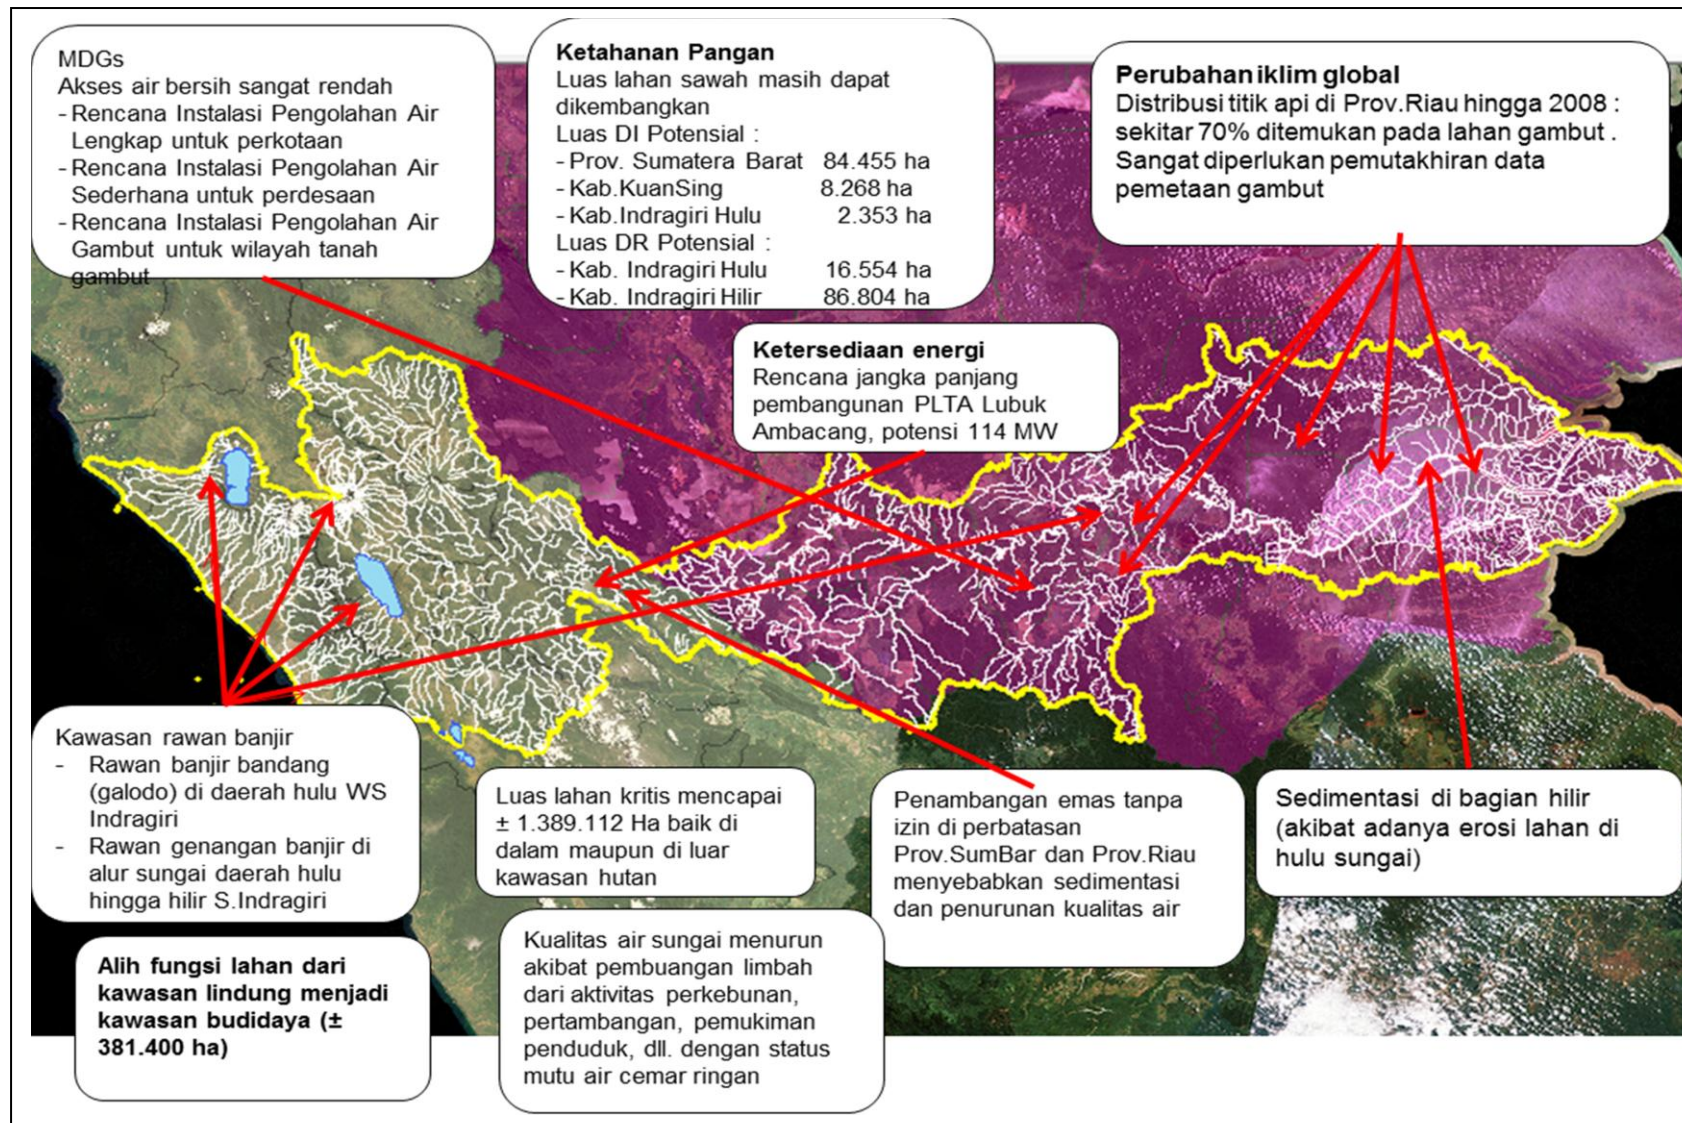 MDGs
Akses air bersih sangat rendah
- Rencana Instalasi Pengolahan Air
Lengkap untuk perkotaan
- Rencana Instalasi Pengolahan Air
Sederhana untuk perdesaan
- Rencana Instalasi Pengolahan Air
Gambut untuk wilayah tanah
gambut
Ketahanan Pangan
Luas lahan sawah masih dapat
dikembangkan
Luas DI Potensial :
- Prov. Sumatera Barat 84.455 ha
- Kab.KuanSing 8.268 ha
- Kab.Indragiri Hulu 2.353 ha
Luas DR Potensial :
- Kab. Indragiri Hulu 16.554 ha
- Kab. Indragiri Hilir 86.804 ha
Perubahan iklim global
Distribusi titik api di Prov.Riau hingga 2008 :
sekitar 70% ditemukan pada lahan gambut .
Sangat diperlukan pemutakhiran data
pemetaan gambut
Ketersediaan energi
Rencana jangka panjang
pembangunan PLTA Lubuk
Ambacang, potensi 114 MW
Kawasan rawan banjir
- Rawan banjir bandang
(galodo) di daerah hulu WS
Indragiri
- Rawan genangan banjir di
alur sungai daerah hulu
hingga hilir S.Indragiri
Luas lahan kritis mencapai
± 1.389.112 Ha baik di
dalam maupun di luar
kawasan hutan
Penambangan emas tanpa
izin di perbatasan
Prov.SumBar dan Prov.Riau
menyebabkan sedimentasi
dan penurunan kualitas air
Sedimentasi di bagian hilir
(akibat adanya erosi lahan di
hulu sungai)
Alih fungsi lahan dari
kawasan lindung menjadi
kawasan budidaya (±
381.400 ha)
Kualitas air sungai menurun
akibat pembuangan limbah
dari aktivitas perkebunan,
pertambangan, pemukiman
penduduk, dll. dengan status
mutu air cemar ringan